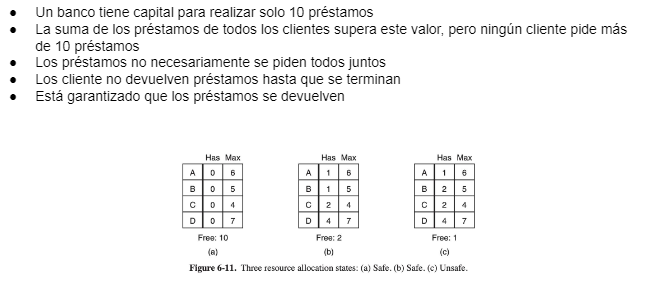 ● Un banco tiene capital para realizar solo 10 préstamos
● La suma de los préstamos de todos los clientes supera este valor, pero ningún cliente pide más
de 10 préstamos
● Los préstamos no necesariamente se piden todos juntos
● Los cliente no devuelven préstamos hasta que se terminan
● Está garantizado que los préstamos se devuelven
Has Max
A 0 6
B 0 5
C 0 4
D 0 7
Free: 10
(a)
Has Max
A 1 6
B 1 5
C 2 4
D 4 7
Free: 2
(b)
Has Max
A 1 6
B 2 5
C 2 4
D 4 7
Free: 1
(c)
Figure 6-11. Three resource allocation states: (a) Safe. (b) Safe. (c) Unsafe.